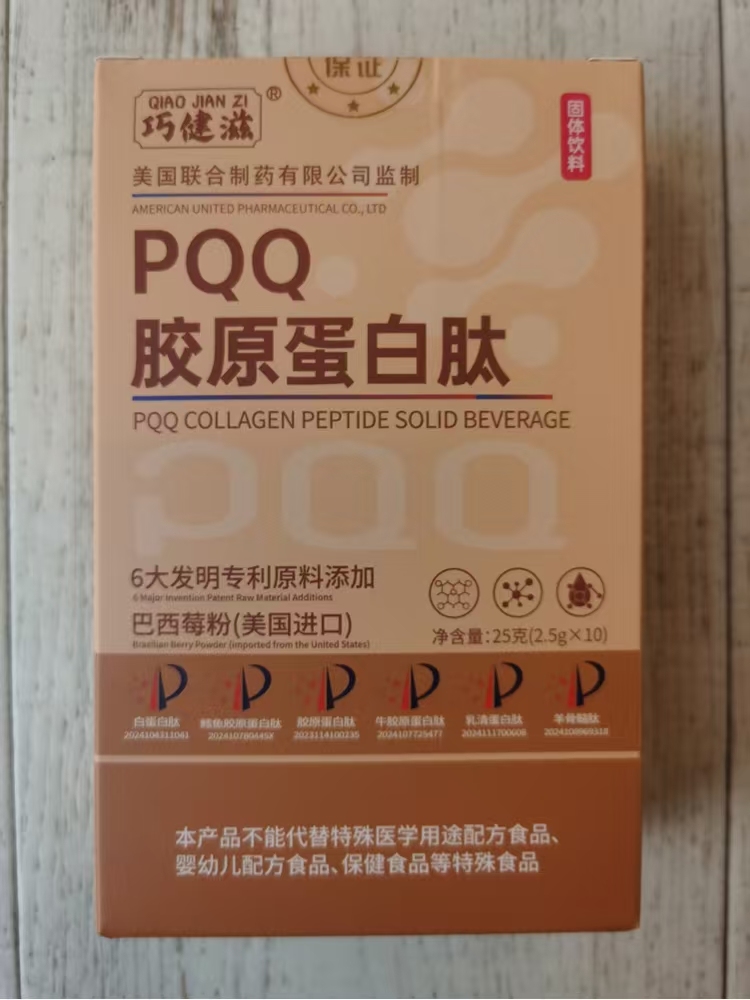 保证
QIAO JIAN ZI
巧健滋®
固体饮料
美国联合制药有限公司监制
AMERICAN UNITED PHARMACEUTICAL CO., LTD
PQQ
胶原蛋白肽
PQQ COLLAGEN PEPTIDE SOLID BEVERAGE
PQQ
6大发明专利原料添加
6 Major Invention Patent Raw Material Additions
巴西莓粉(美国进口)
Brazilian Berry Powder (imported from the United States)
净含量:25克(2.5g×10)
白蛋白肽 鳕鱼胶原蛋白肽 胶原蛋白肽 牛胶原蛋白肽 乳清蛋白肽 羊骨髓肽
2024104311061 202410780445X 2023114100235 2024107725477 2024111700608 2024108969318
本产品不能代替特殊医学用途配方食品、
婴幼儿配方食品、保健食品等特殊食品